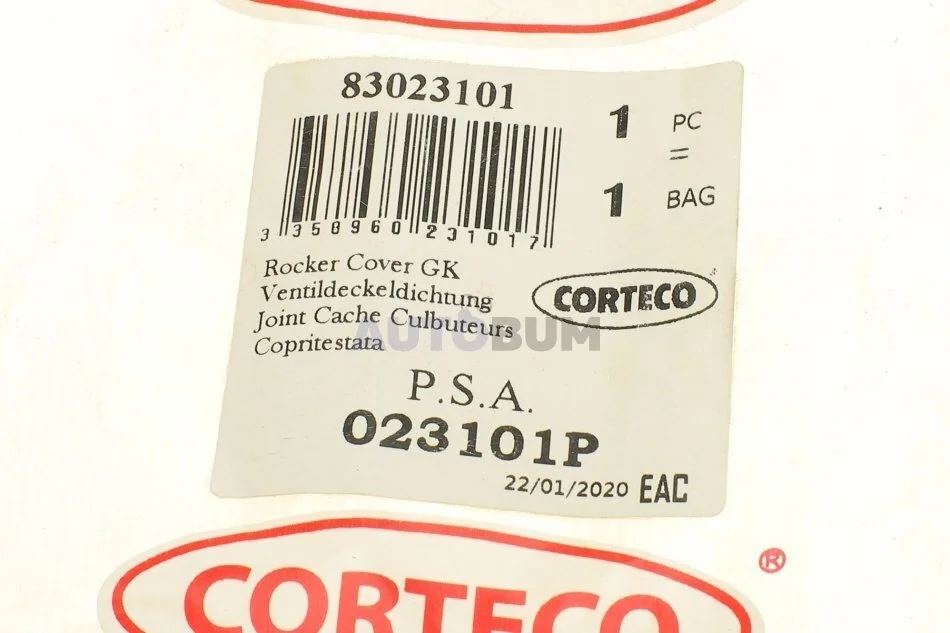 83023101
1 PC
=
1 BAG
3 358960 231017
Rocker Cover GK
Ventildeckeldichtung
Joint Cache Culbuteurs
Copritestata
CORTECO
AUTOBUM
P.S.A.
023101P
22/01/2020 EAC
CORTECO ®